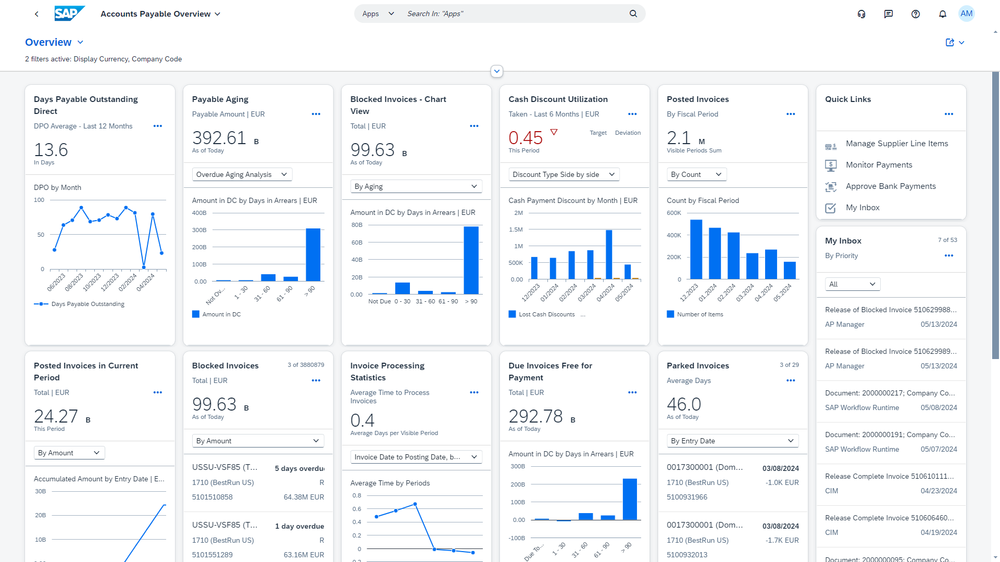 SAP
Accounts Payable Overview
Apps
Search In: "Apps"
AM
Overview
2 filters active: Display Currency, Company Code
Days Payable Outstanding
Direct
DPO Average - Last 12 Months
13.6
In Days
DPO by Month
100
50
0
06/2023
08/2023
10/2023
12/2023
02/2024
04/2024
Days Payable Outstanding
Payable Aging
Payable Amount | EUR
392.61 B
As of Today
Overdue Aging Analysis
Amount in DC by Days in Arrears | EUR
400B
300B
200B
100B
0.00
Not Ov...
1 - 30
31 - 60
61 - 90
> 90
Amount in DC
Blocked Invoices - Chart
View
Total | EUR
99.63 B
As of Today
By Aging
Amount in DC by Days in Arrears | EUR
80B
60B
40B
20B
0.00
Not Due 0 - 30 31 - 60 61 - 90 > 90
Cash Discount Utilization
Taken - Last 6 Months | EUR
0.45
Target Deviation
This Period
Discount Type Side by side
Cash Payment Discount by Month | EUR
2M
1.5M
1M
500K
0.00
12/2023
01/2024
02/2024
03/2024
04/2024
05/2024
Lost Cash Discounts ...
Posted Invoices
By Fiscal Period
2.1 M
Visible Periods Sum
By Count
Count by Fiscal Period
600K
400K
200K
0
12.2023
01.2024
02.2024
03.2024
04.2024
05.2024
Number of Items
Quick Links
Manage Supplier Line Items
Monitor Payments
Approve Bank Payments
My Inbox
My Inbox 7 of 53
By Priority
All
Release of Blocked Invoice 510629988...
AP Manager 05/13/2024
Release of Blocked Invoice 510629989...
AP Manager 05/13/2024
Document: 2000000217; Company Co...
SAP Workflow Runtime 05/08/2024
Document: 2000000191; Company Co...
SAP Workflow Runtime 05/07/2024
Release Complete Invoice 510610111...
CIM 04/23/2024
Release Complete Invoice 510606460...
CIM 04/19/2024
Document: 2000000095; Company Co...
Posted Invoices in Current
Period
Total | EUR
24.27 B
This Period
By Amount
Accumulated Amount by Entry Date | E...
30B
20B
10B
Blocked Invoices 3 of 3880879
Total | EUR
99.63 B
As of Today
By Amount
USSU-VSF85 (T... 5 days overdu
1710 (BestRun US) R
5101510858 64.38M EUR
USSU-VSF85 (T... 1 day overdue
1710 (BestRun US) R
5101551289 63.16M EUR
Invoice Processing
Statistics
Average Time to Process
Invoices
0.4
Average Days per Visible Period
Invoice Date to Posting Date, b...
Average Time by Periods
0.8
0.6
0.4
0.2
0
Due Invoices Free for
Payment
Total | EUR
292.78 B
As of Today
Amount in DC by Days in Arrears | EUR
300B
200B
100B
0.00
-100B
Due To...
1 - 30
31 - 60
61 - 90
> 90
Parked Invoices 3 of 29
Average Days
46.0
As of Today
By Entry Date
0017300001 (Dom... 03/08/2024
1710 (BestRun US) -1.0K EUR
5100931966
0017300001 (Dom... 03/08/2024
1710 (BestRun US) -1.7K EUR
5100932013